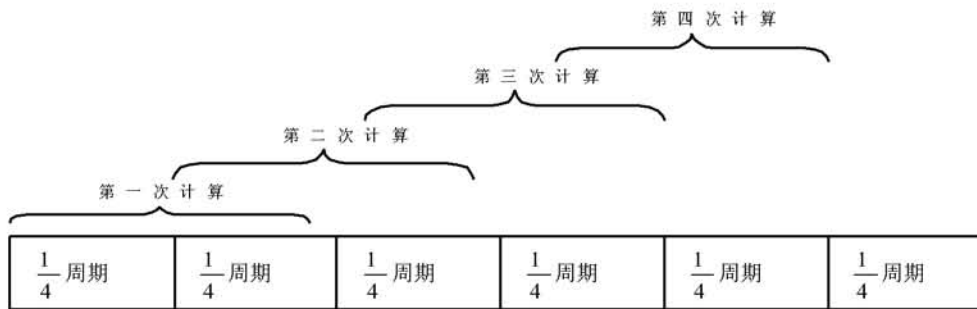 第四次计算
第三次计算
第二次计算
第一次计算
1/4 周期 1/4 周期 1/4 周期 1/4 周期 1/4 周期 1/4 周期